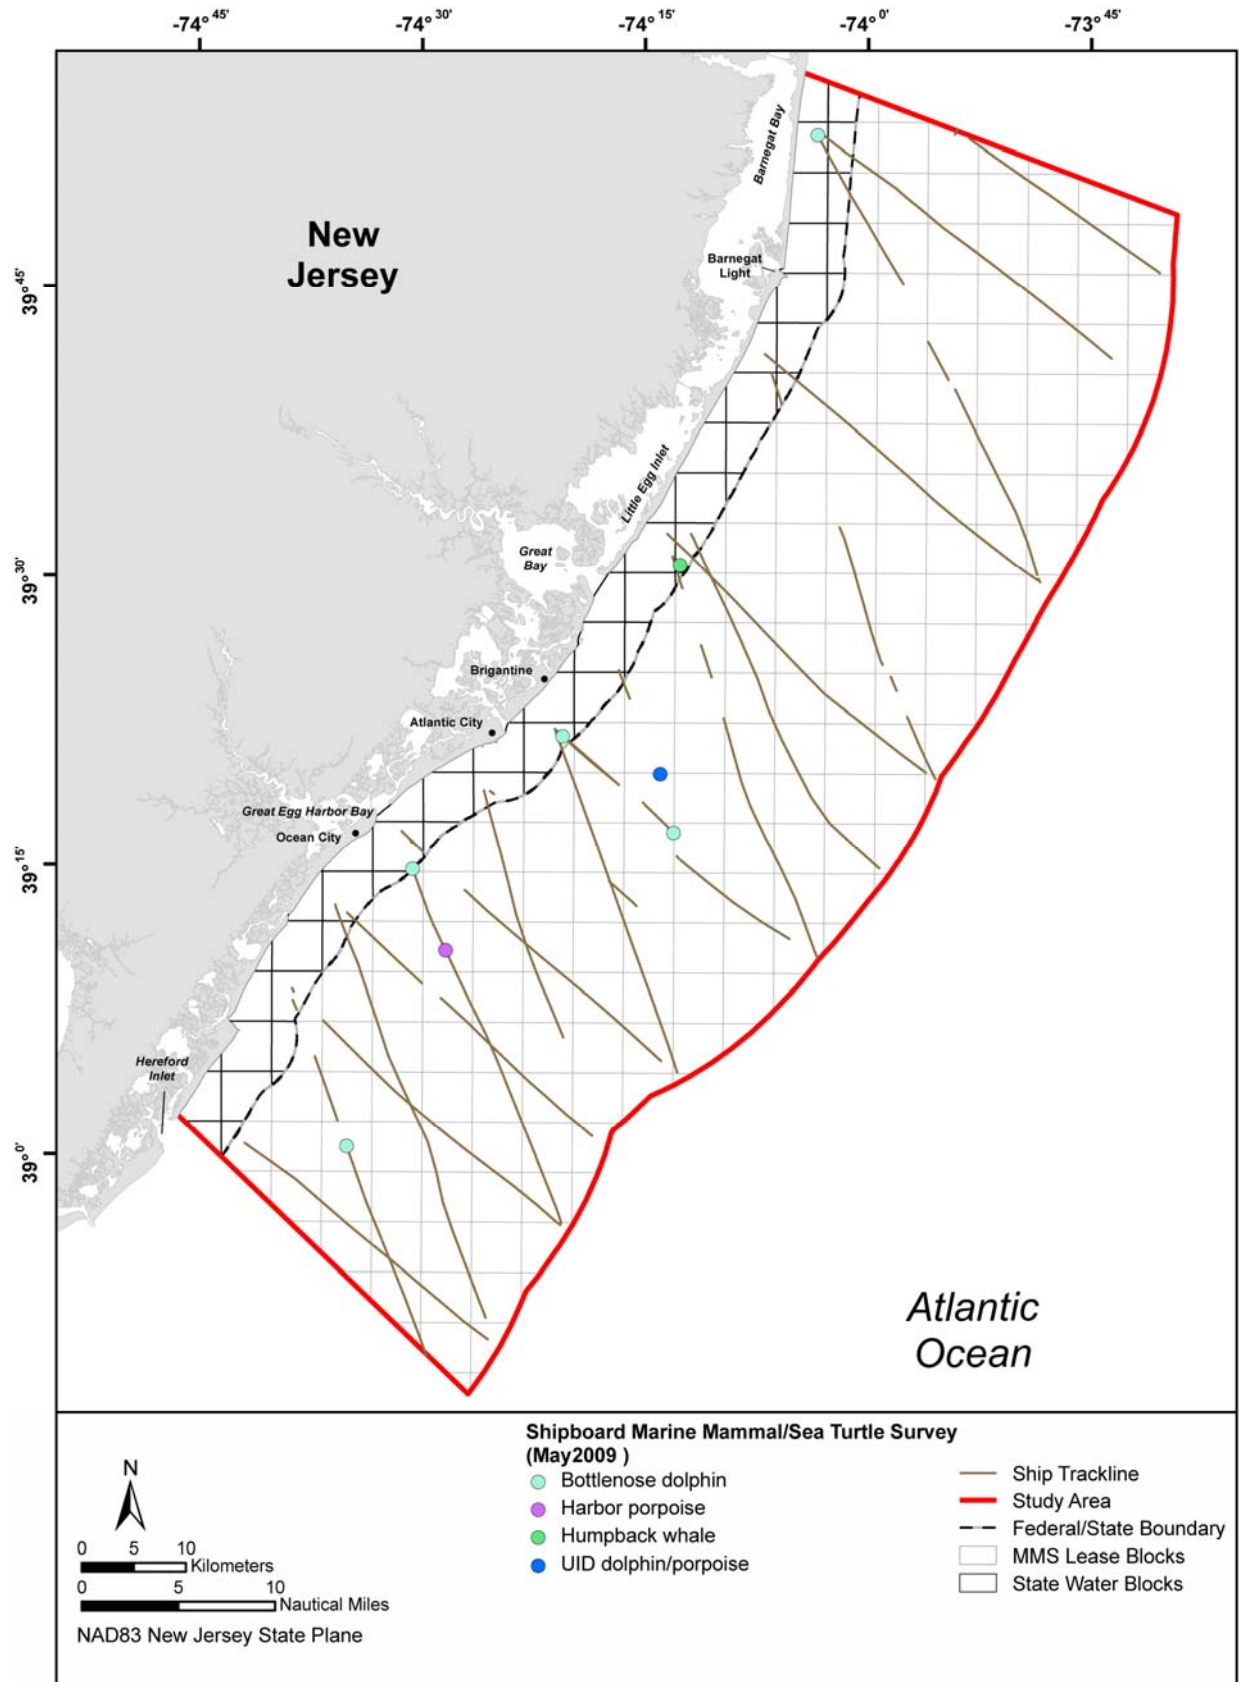 -74° 45'
-74° 30'
-74° 15'
-74° 0'
-73° 45'
39° 45'
39° 30'
39° 15'
39° 0'
New
Jersey
Barnegat Bay
Barnegat
Light
Little Egg Inlet
Great
Bay
Brigantine
Atlantic City
Great Egg Harbor Bay
Ocean City
Hereford
Inlet
Atlantic
Ocean
N
0 5 10
Kilometers
0 5 10
Nautical Miles
NAD83 New Jersey State Plane
Shipboard Marine Mammal/Sea Turtle Survey
(May2009 )
Bottlenose dolphin
Harbor porpoise
Humpback whale
UID dolphin/porpoise
Ship Trackline
Study Area
Federal/State Boundary
MMS Lease Blocks
State Water Blocks